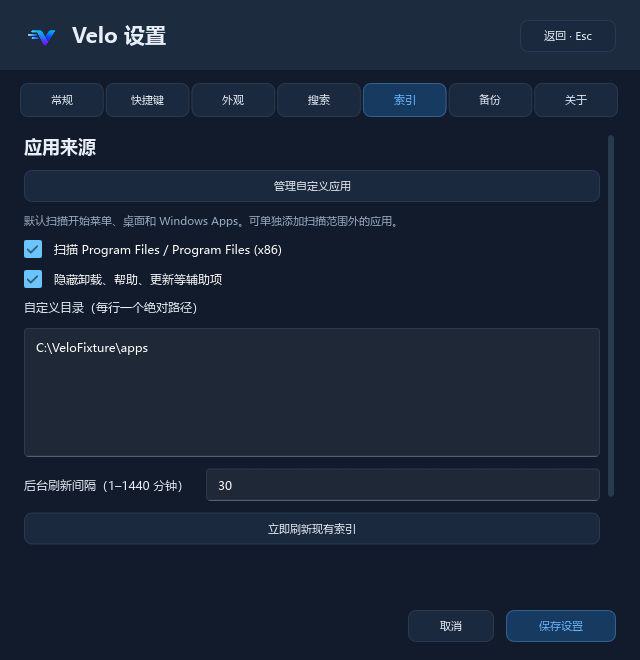 Velo 设置
返回 · Esc
常规
快捷键
外观
搜索
索引
备份
关于
应用来源
管理自定义应用
默认扫描开始菜单、桌面和 Windows Apps。可单独添加扫描范围外的应用。
扫描 Program Files / Program Files (x86)
隐藏卸载、帮助、更新等辅助项
自定义目录（每行一个绝对路径）
C:\VeloFixture\apps
后台刷新间隔（1–1440 分钟）
30
立即刷新现有索引
取消
保存设置